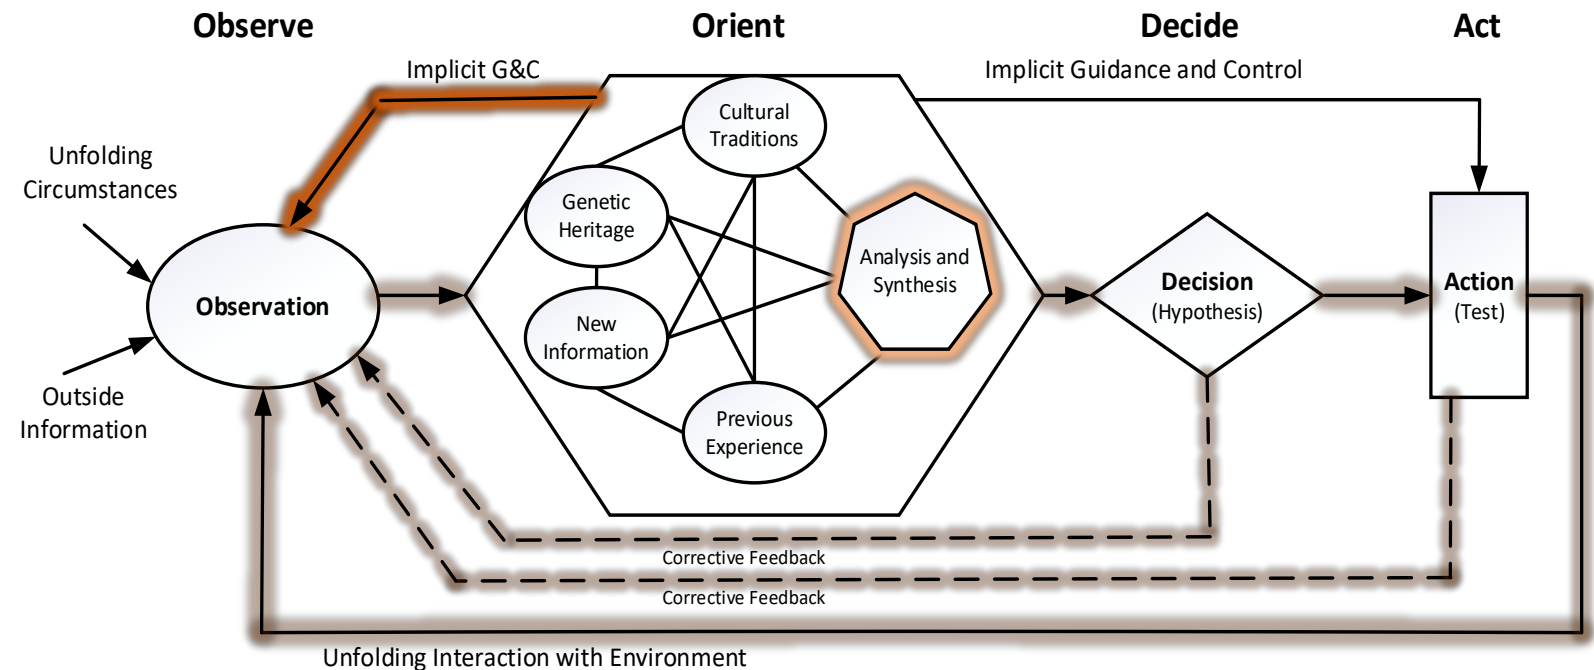 Observe
Orient
Decide
Act
Implicit G&C
Implicit Guidance and Control
Unfolding
Circumstances
Cultural
Traditions
Genetic
Heritage
Analysis and
Synthesis
Observation
New
Information
Previous
Experience
Decision
(Hypothesis)
Action
(Test)
Outside
Information
Corrective Feedback
Corrective Feedback
Unfolding Interaction with Environment